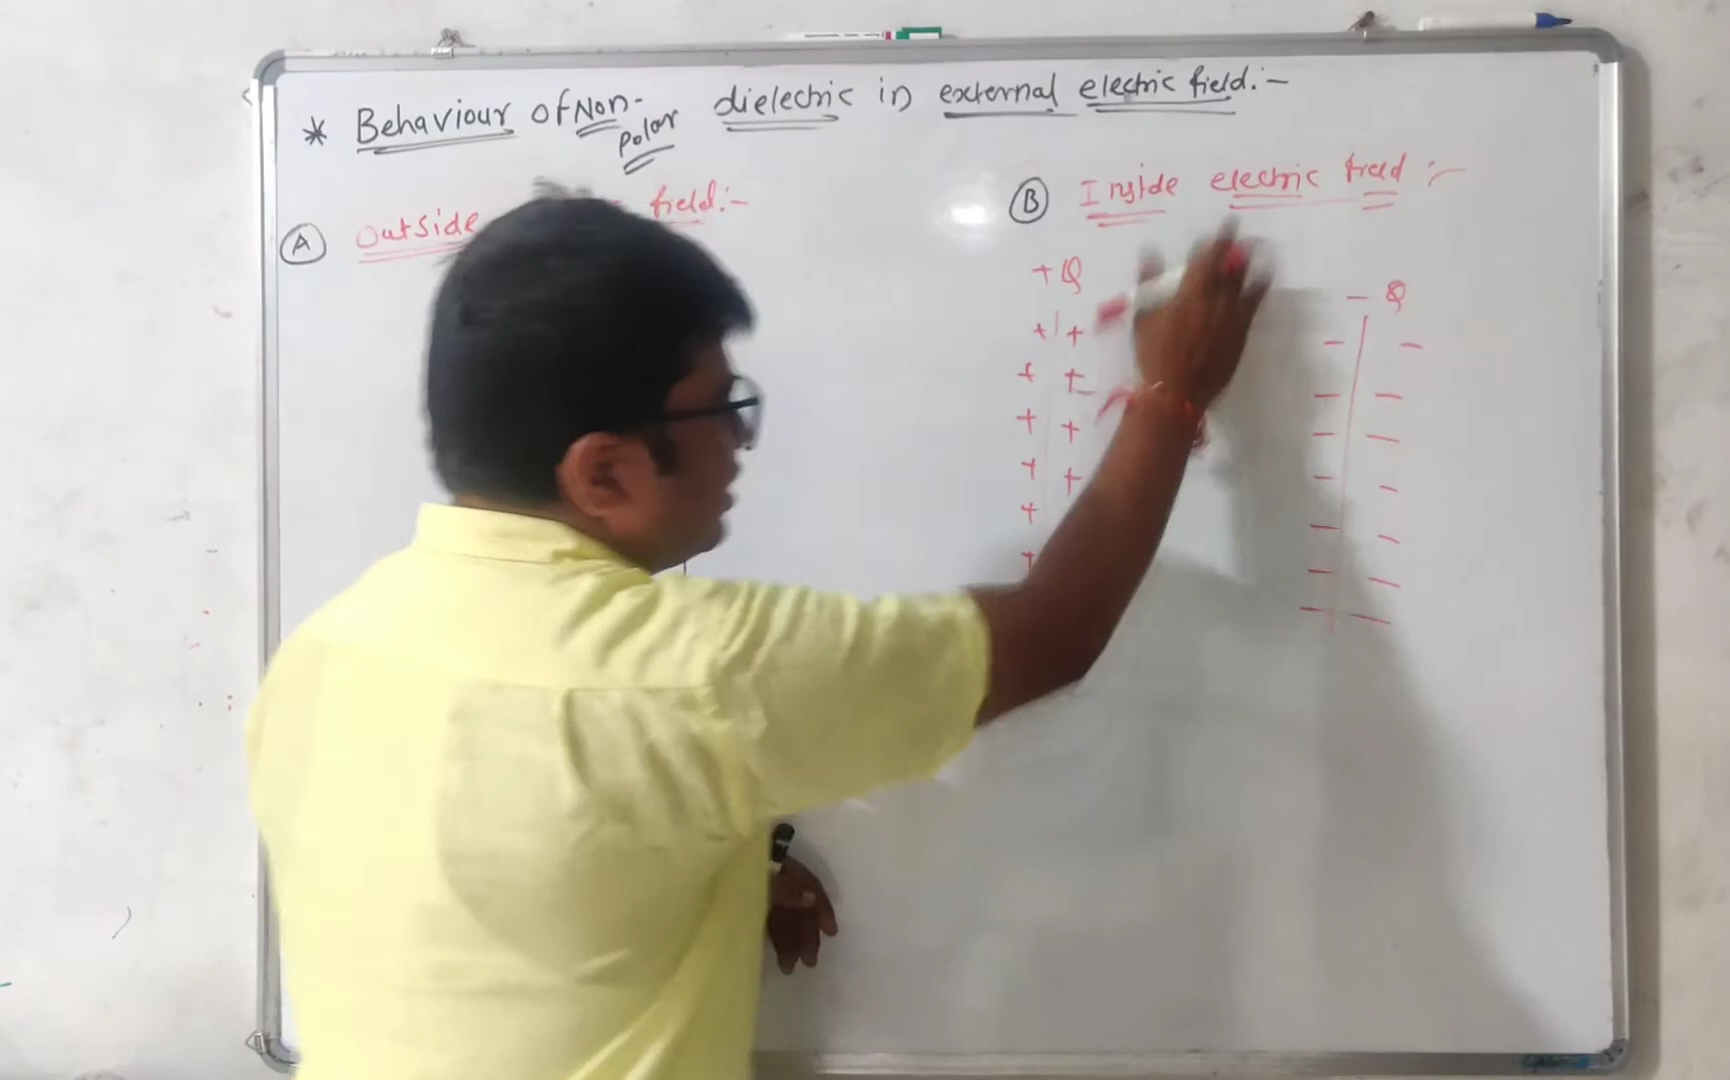 * Behaviour of Non-
polar dielectric in external electric field:-
(A) Outside field:-
(B) Inside electric field:-
+Q
- Q
+ + - -
+ + - -
+ + - -
+ + - -
+ - -
+ - -
- -